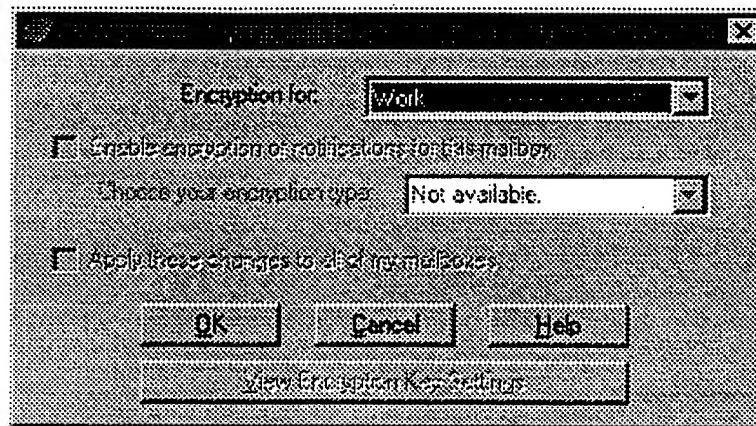 Encryption for: Work
Enable encryption of notifications for this mailbox
Choose your encryption type: Not available.
Apply these changes to all of my mailboxes.
OK Cancel Help
View Encryption Key Settings